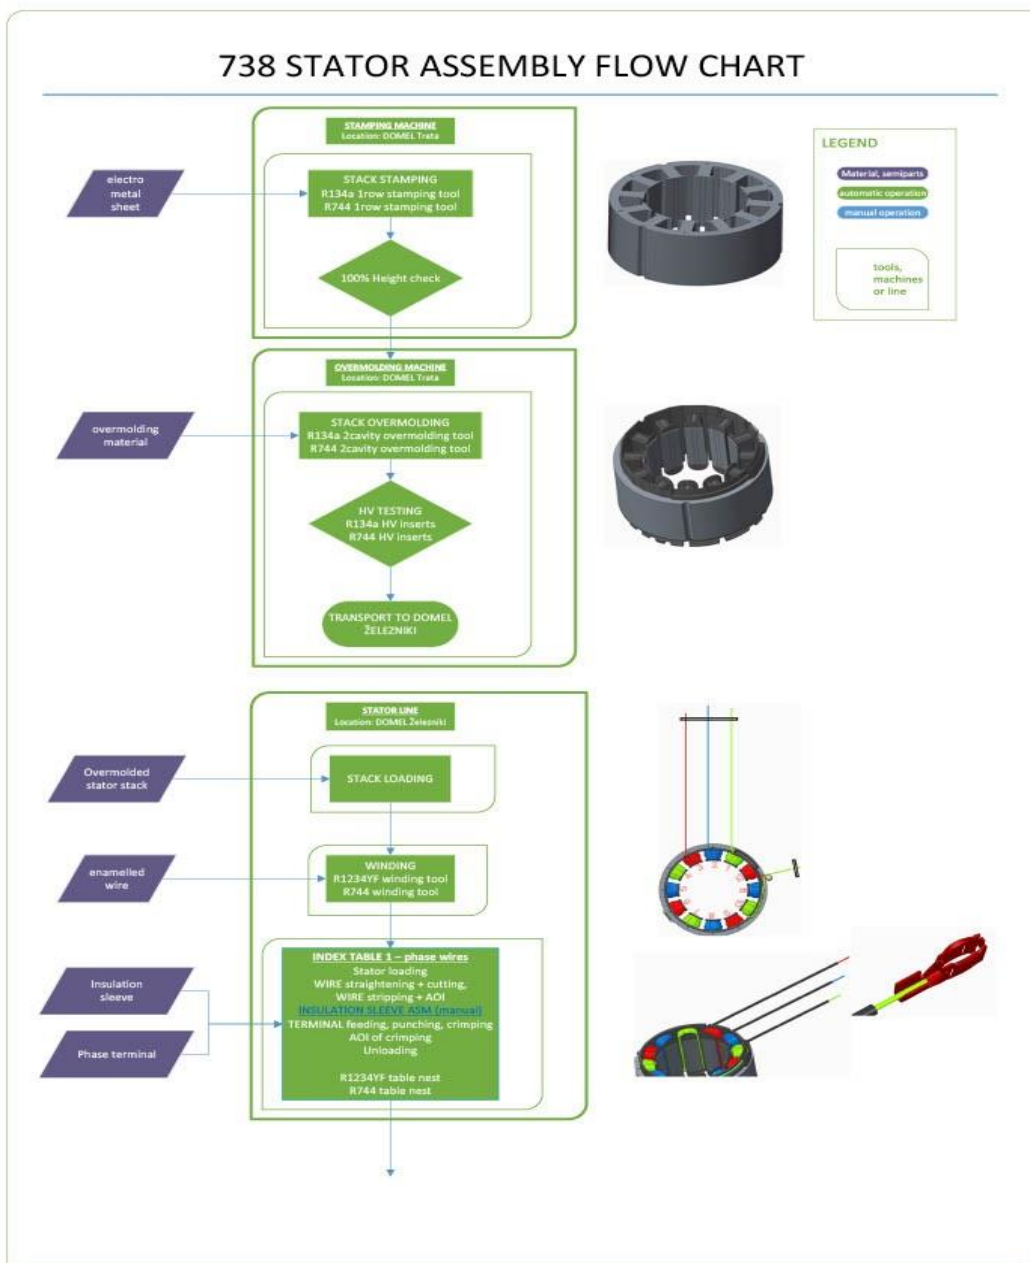 738 STATOR ASSEMBLY FLOW CHART
STAMPING MACHINE
Location: DOMEL Trata
electro
metal
sheet
STACK STAMPING
R134a 1row stamping tool
R744 1row stamping tool
100% Height check
LEGEND
Material, semiparts
automatic operation
manual operation
tools,
machines
or line
OVERMOLDING MACHINE
Location: DOMEL Trata
overmolding
material
STACK OVERMOLDING
R134a 2cavity overmolding tool
R744 2cavity overmolding tool
HV TESTING
R134a HV inserts
R744 HV inserts
TRANSPORT TO DOMEL
ŽELEZNIKI
STATOR LINE
Location: DOMEL Železniki
Overmolded
stator stack
STACK LOADING
enamelled
wire
WINDING
R1234YF winding tool
R744 winding tool
Insulation
sleeve
Phase terminal
INDEX TABLE 1 – phase wires
Stator loading
WIRE straightening + cutting,
WIRE stripping + AOI
INSULATION SLEEVE ASM (manual)
TERMINAL feeding, punching, crimping
AOI of crimping
Unloading
R1234YF table nest
R744 table nest